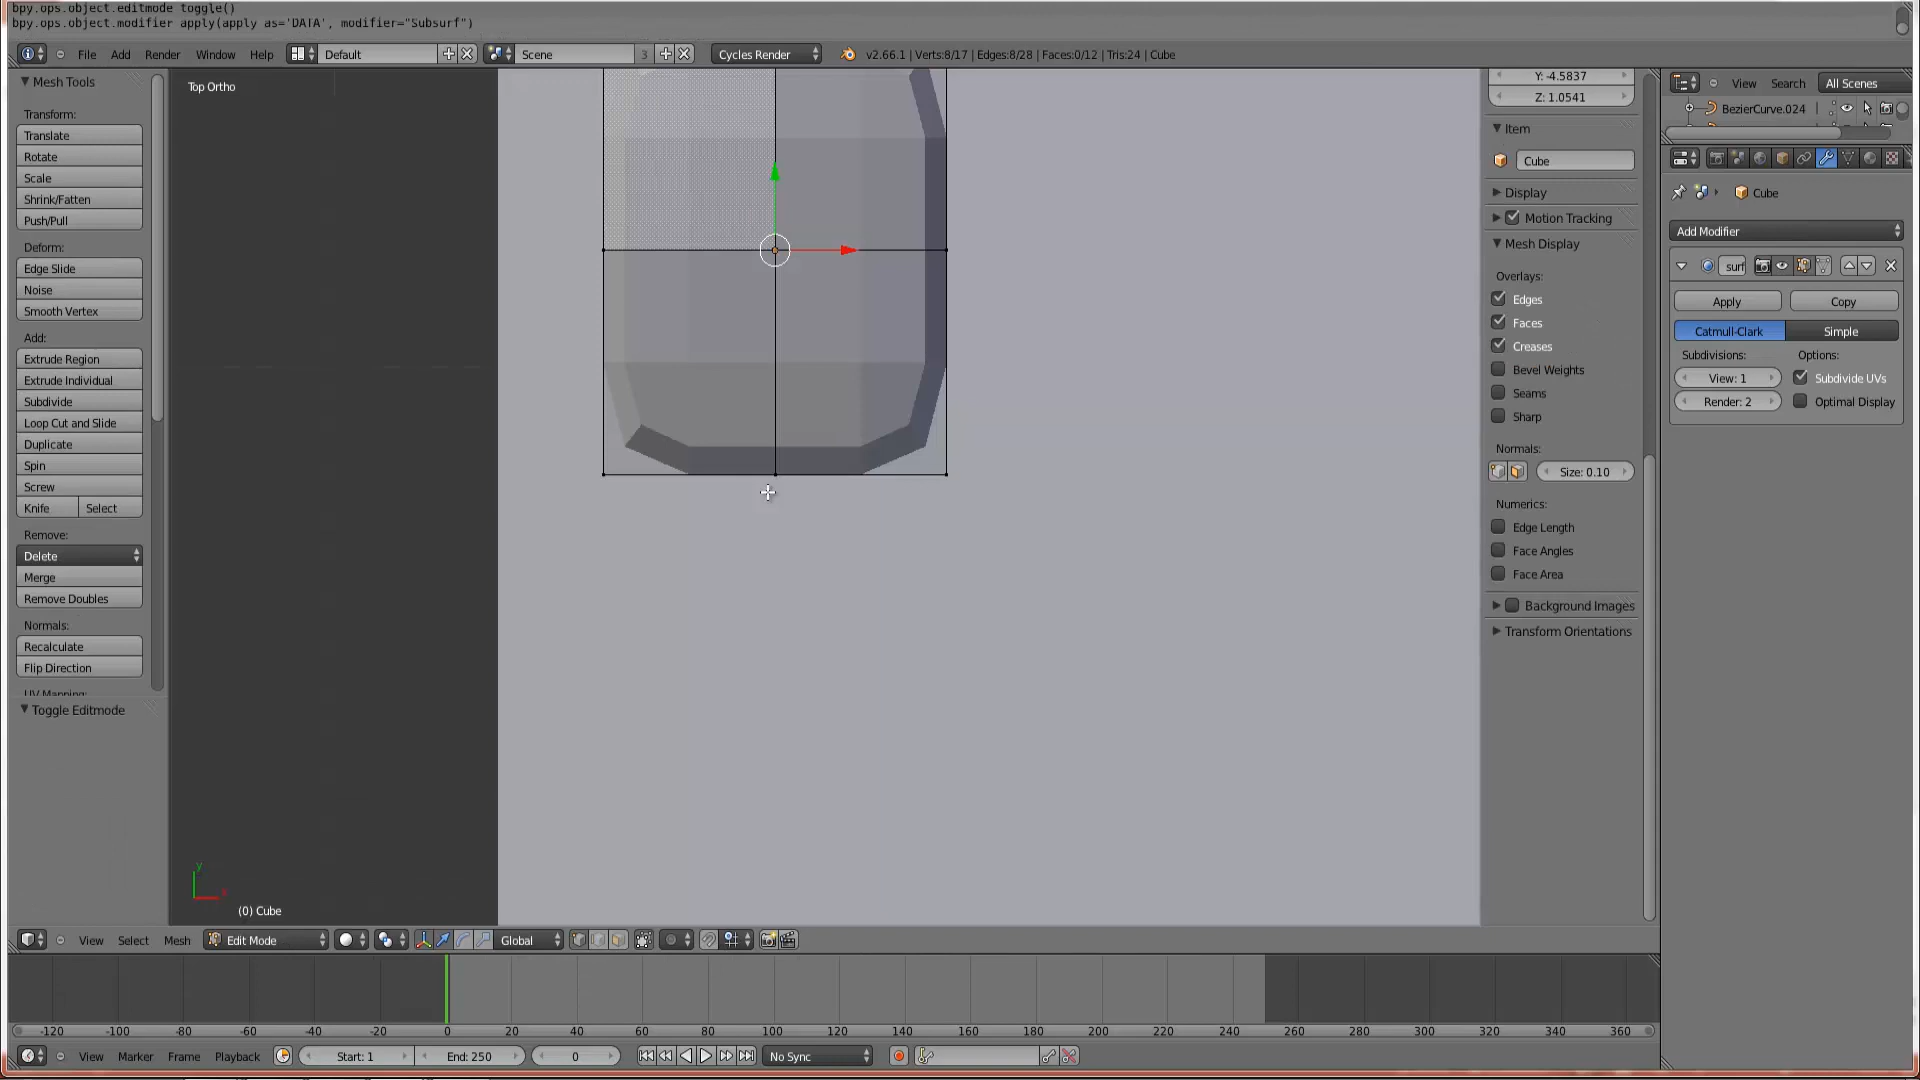 bpy.ops.object.editmode toggle()
bpy.ops.object.modifier apply(apply as='DATA', modifier="Subsurf")
File Add Render Window Help Default Scene 3 Cycles Render v2.66.1 | Verts:8/17 | Edges:8/28 | Faces:0/12 | Tris:24 | Cube
Mesh Tools
Transform:
Translate
Rotate
Scale
Shrink/Fatten
Push/Pull
Deform:
Edge Slide
Noise
Smooth Vertex
Add:
Extrude Region
Extrude Individual
Subdivide
Loop Cut and Slide
Duplicate
Spin
Screw
Knife Select
Remove:
Delete
Merge
Remove Doubles
Normals:
Recalculate
Flip Direction
UV Mapping:
Toggle Editmode
Top Ortho
y
x
(0) Cube
Y: -4.5837
Z: 1.0541
Item
Cube
Display
Motion Tracking
Mesh Display
Overlays:
Edges
Faces
Creases
Bevel Weights
Seams
Sharp
Normals:
Size: 0.10
Numerics:
Edge Length
Face Angles
Face Area
Background Images
Transform Orientations
View Search All Scenes
BezierCurve.024
Cube
Add Modifier
surf
Apply Copy
Catmull-Clark Simple
Subdivisions: Options:
View: 1 Subdivide UVs
Render: 2 Optimal Display
View Select Mesh Edit Mode Global
-120 -100 -80 -60 -40 -20 0 20 40 60 80 100 120 140 160 180 200 220 240 260 280 300 320 340 360
View Marker Frame Playback Start: 1 End: 250 0 No Sync